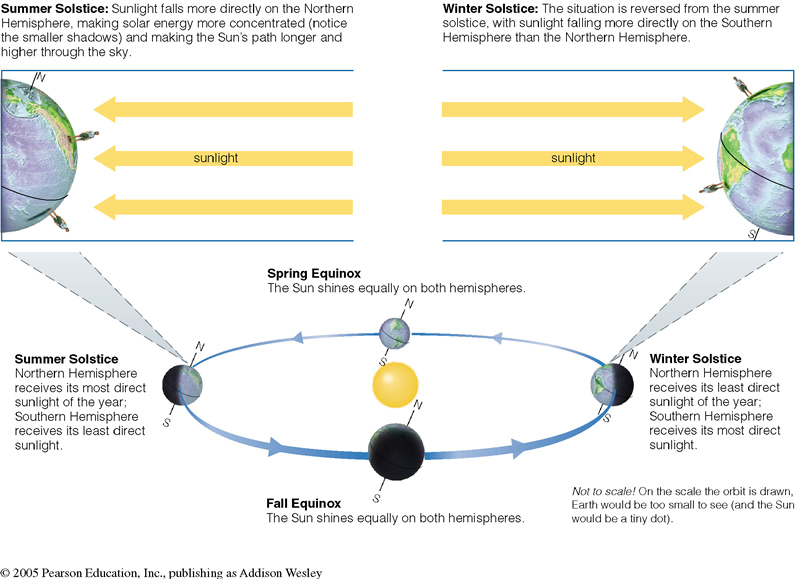 Summer Solstice: Sunlight falls more directly on the Northern
Hemisphere, making solar energy more concentrated (notice
the smaller shadows) and making the Sun's path longer and
higher through the sky.
Winter Solstice: The situation is reversed from the summer
solstice, with sunlight falling more directly on the Southern
Hemisphere than the Northern Hemisphere.
N
sunlight
S
N
sunlight
S
Spring Equinox
The Sun shines equally on both hemispheres.
N
S
Summer Solstice
Northern Hemisphere
receives its most direct
sunlight of the year;
Southern Hemisphere
receives its least direct
sunlight.
N
S
N
S
Winter Solstice
Northern Hemisphere
receives its least direct
sunlight of the year;
Southern Hemisphere
receives its most direct
sunlight.
N
S
Fall Equinox
The Sun shines equally on both hemispheres.
Not to scale! On the scale the orbit is drawn,
Earth would be too small to see (and the Sun
would be a tiny dot).
© 2005 Pearson Education, Inc., publishing as Addison Wesley